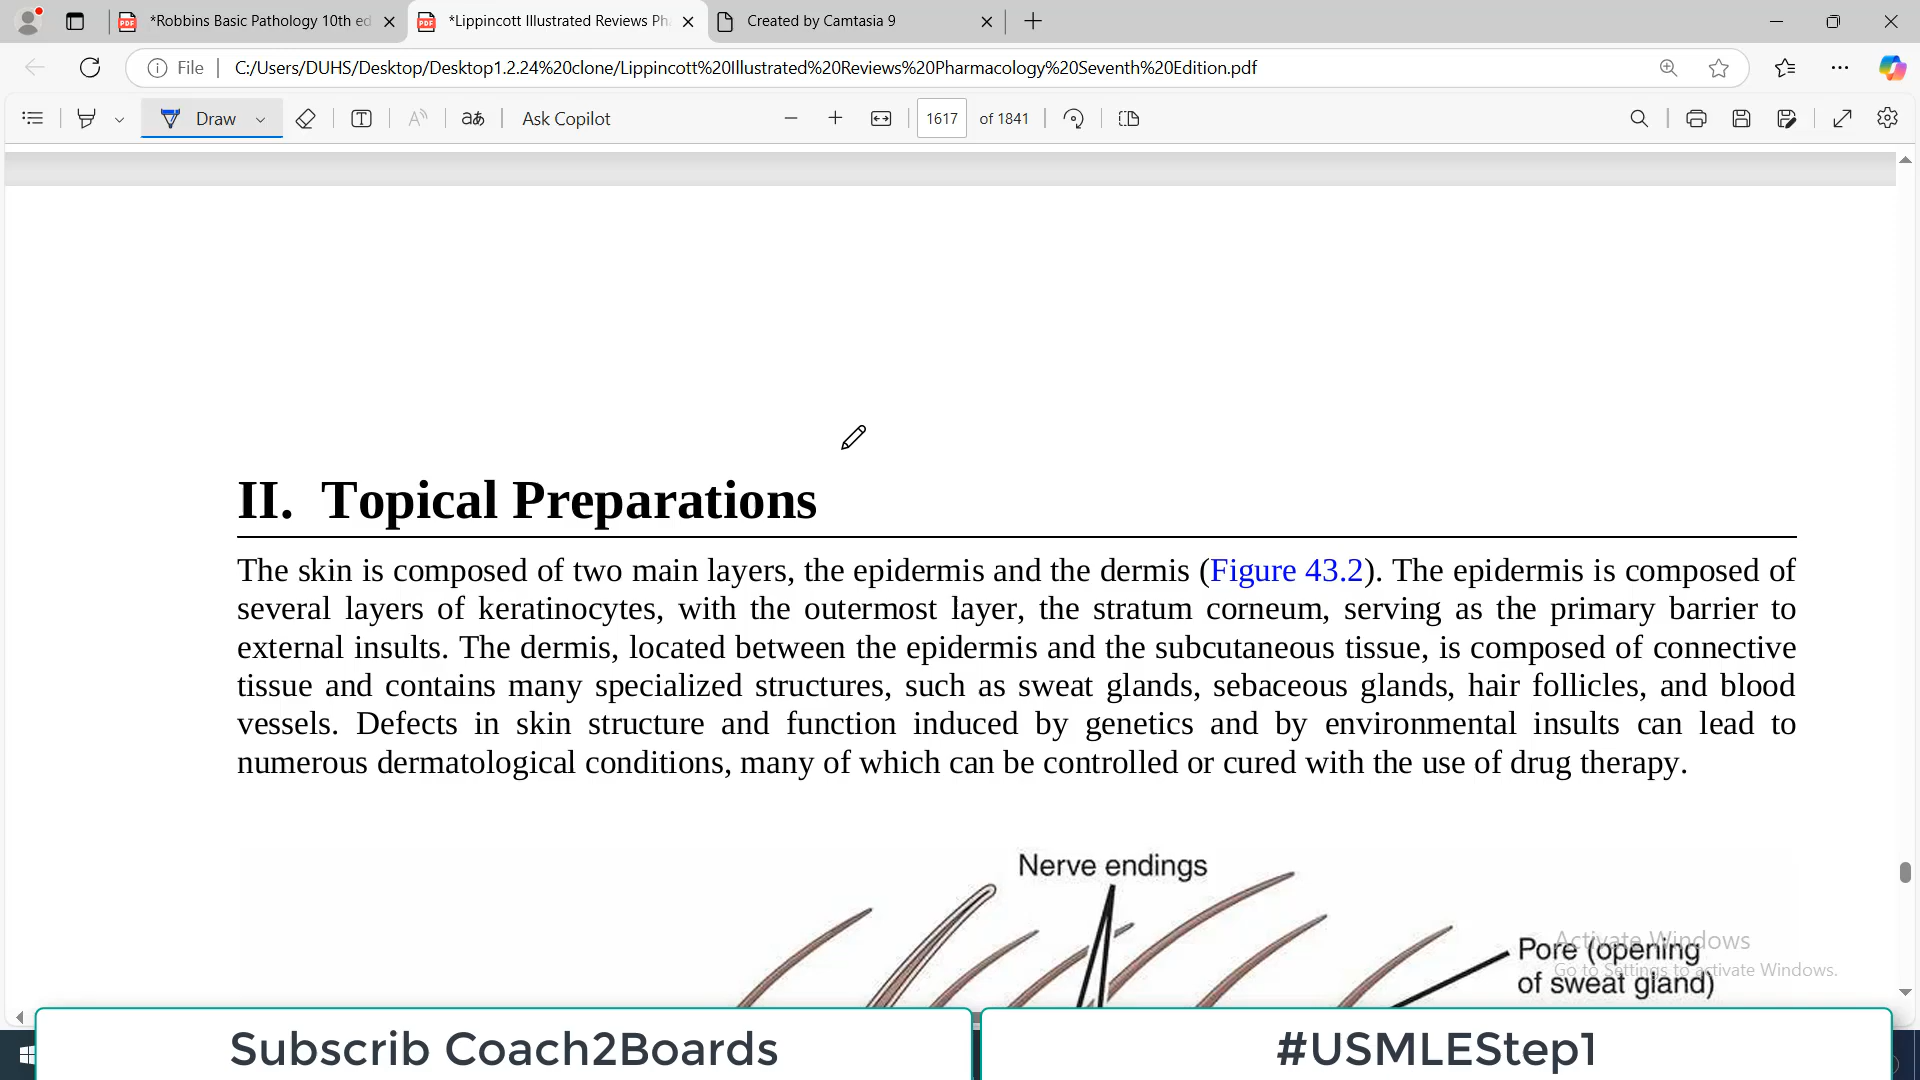 *Robbins Basic Pathology 10th ed
*Lippincott Illustrated Reviews Ph
Created by Camtasia 9
File
C:/Users/DUHS/Desktop/Desktop1.2.24%20clone/Lippincott%20Illustrated%20Reviews%20Pharmacology%20Seventh%20Edition.pdf
Draw
aあ
Ask Copilot
1617 of 1841
II. Topical Preparations
The skin is composed of two main layers, the epidermis and the dermis (Figure 43.2). The epidermis is composed of
several layers of keratinocytes, with the outermost layer, the stratum corneum, serving as the primary barrier to
external insults. The dermis, located between the epidermis and the subcutaneous tissue, is composed of connective
tissue and contains many specialized structures, such as sweat glands, sebaceous glands, hair follicles, and blood
vessels. Defects in skin structure and function induced by genetics and by environmental insults can lead to
numerous dermatological conditions, many of which can be controlled or cured with the use of drug therapy.
Nerve endings
Pore (opening
of sweat gland)
Activate Windows
Go to Settings to activate Windows.
Subscrib Coach2Boards
#USMLEStep1